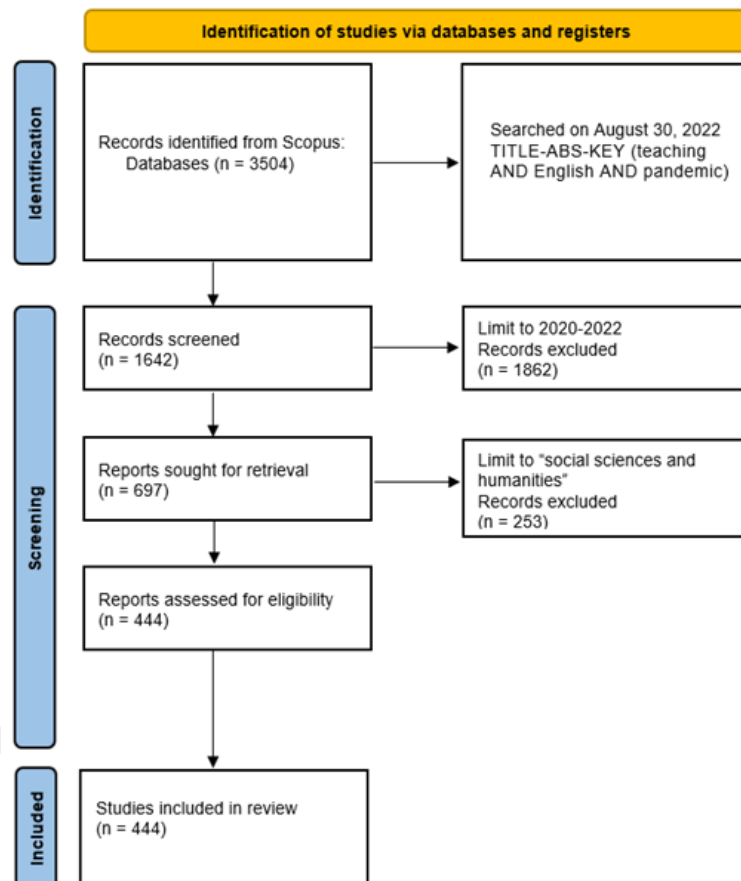 Identification of studies via databases and registers
Identification
Records identified from Scopus:
Databases (n = 3504)
Searched on August 30, 2022
TITLE-ABS-KEY (teaching
AND English AND pandemic)
Screening
Records screened
(n = 1642)
Limit to 2020-2022
Records excluded
(n = 1862)
Reports sought for retrieval
(n = 697)
Limit to “social sciences and
humanities”
Records excluded
(n = 253)
Reports assessed for eligibility
(n = 444)
Included
Studies included in review
(n = 444)